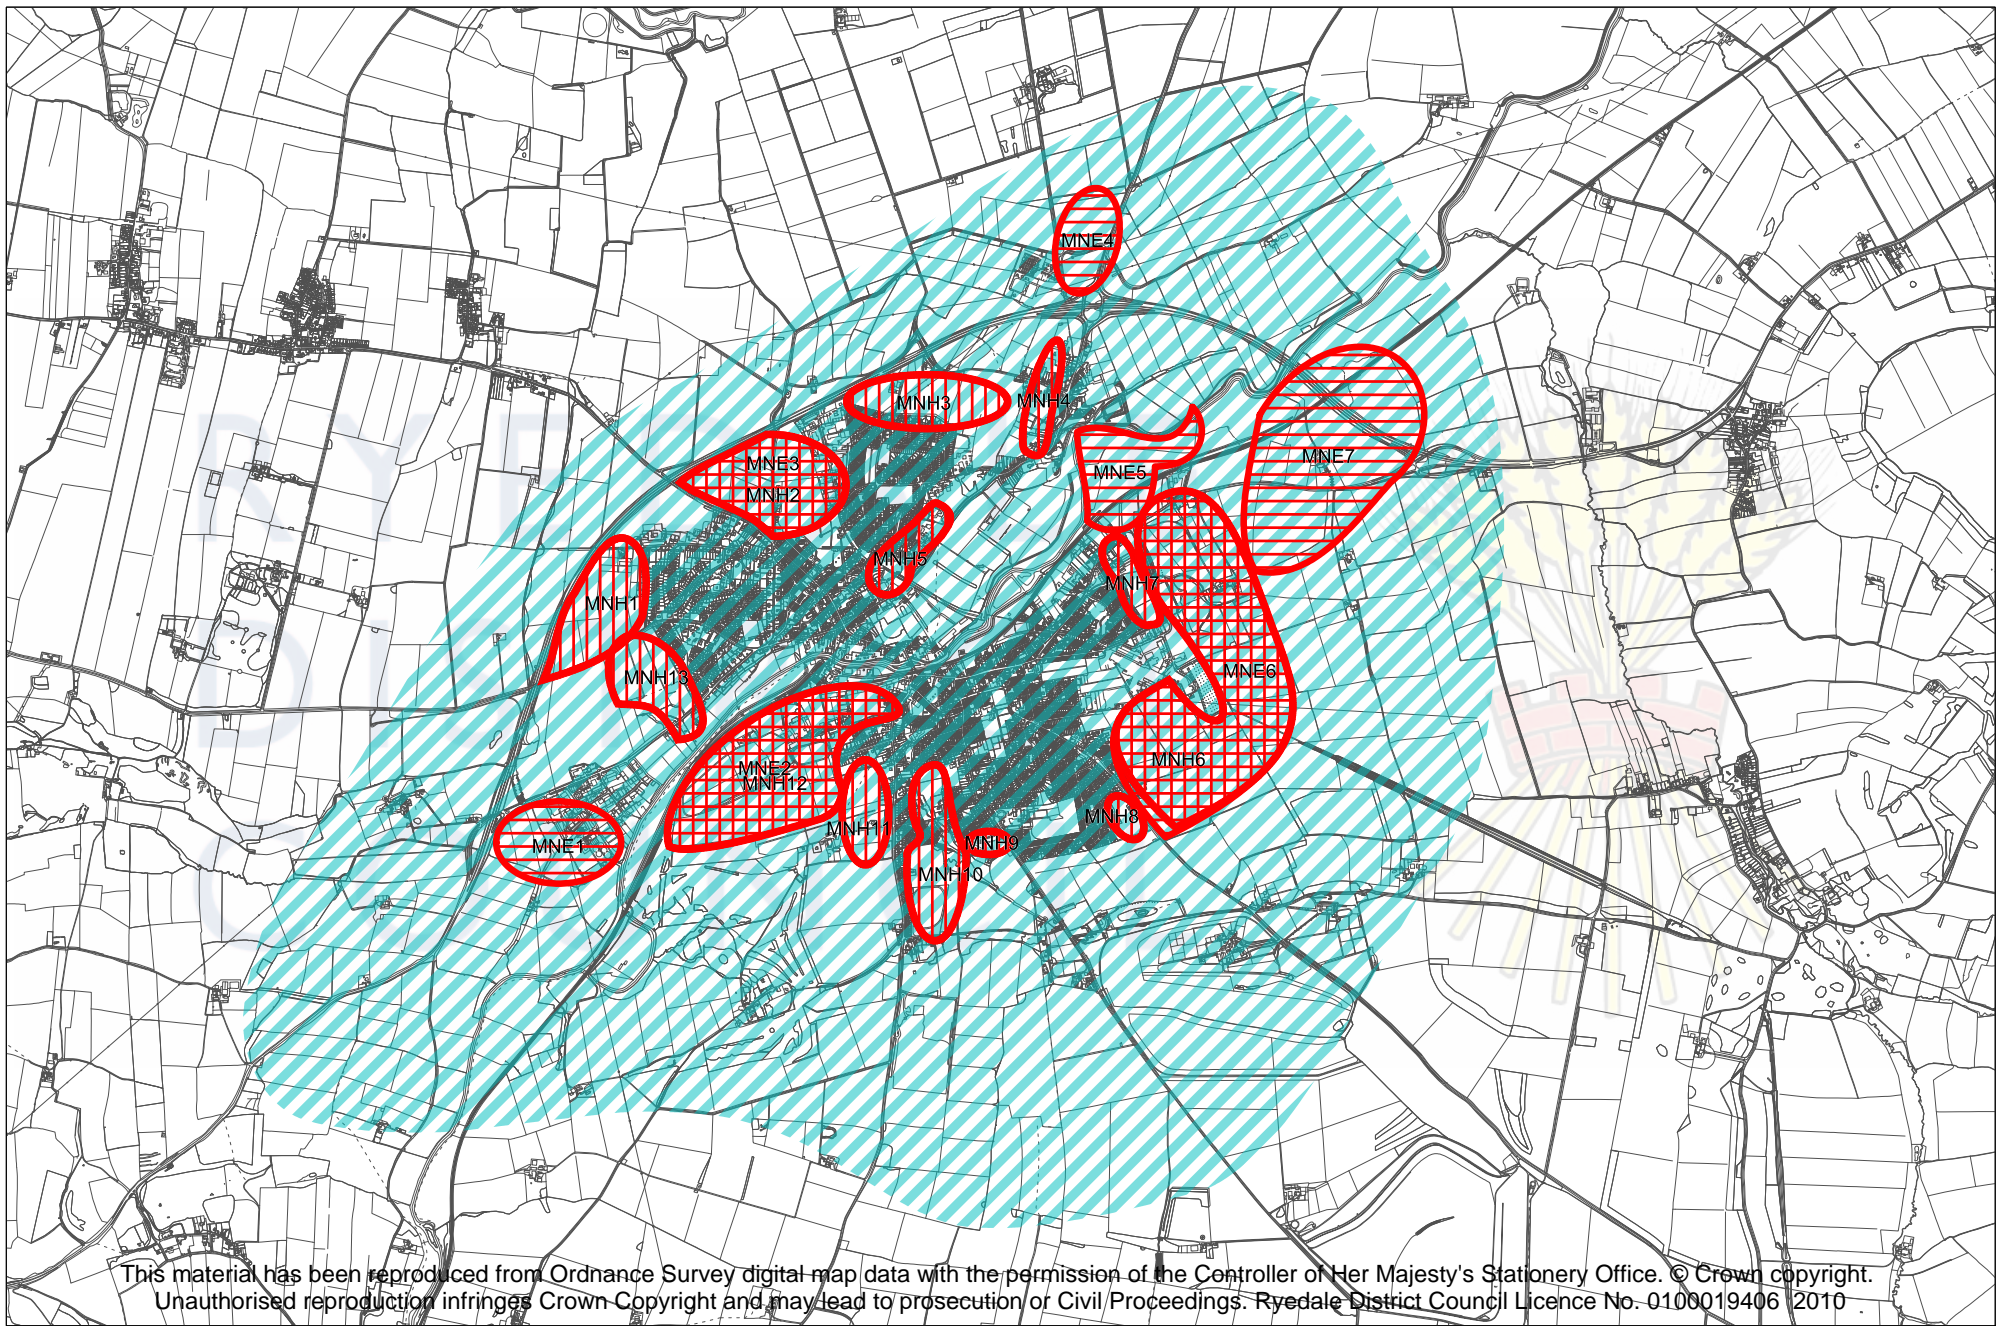 MNE4
MNH3
MNH4
MNE3
MNH2
MNE5
MNE7
MNH5
MNH7
MNH1
MNH13
MNE6
MNE2
MNH12
MNH6
MNH8
MNH11
MNE1
MNH9
MNH10
This material has been reproduced from Ordnance Survey digital map data with the permission of the Controller of Her Majesty's Stationery Office. © Crown copyright.
Unauthorised reproduction infringes Crown Copyright and may lead to prosecution or Civil Proceedings. Ryedale District Council Licence No. 0100019406 2010